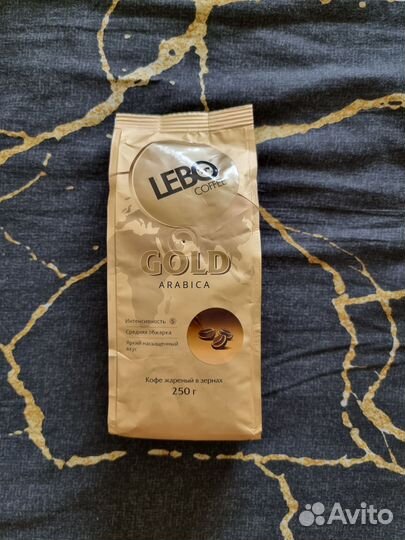 LEBO
COFFEE
GOLD
ARABICA
Интенсивность 5
Средняя обжарка
Яркий насыщенный
вкус
Кофе жареный в зернах
250 г
Avito